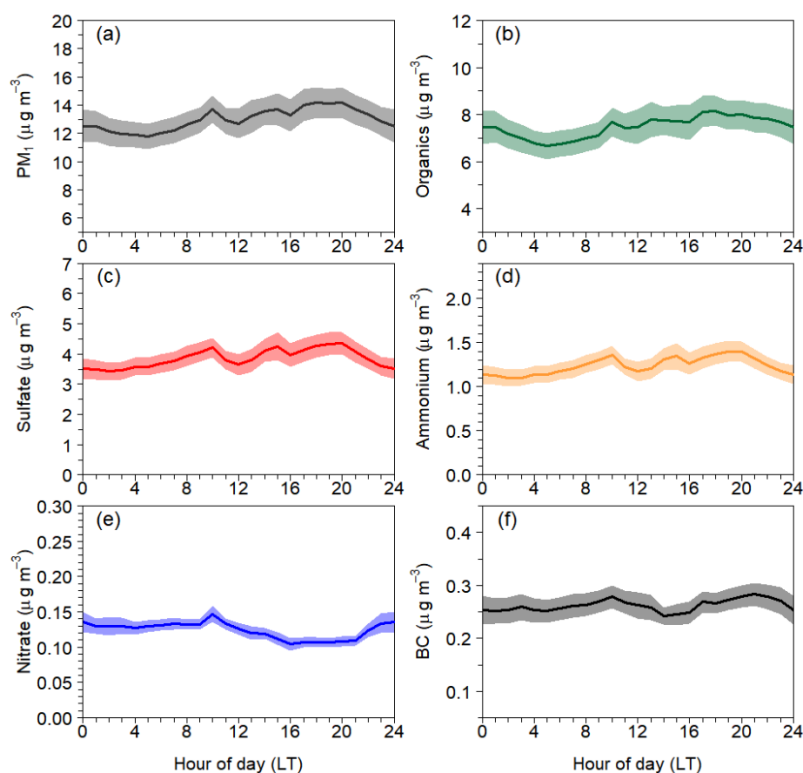 (a)
PM₁ (μ g m⁻³)
20
18
16
14
12
10
8
6
0 4 8 12 16 20 24
(b)
Organics (μ g m⁻³)
12
10
8
6
4
0 4 8 12 16 20 24
(c)
Sulfate (μ g m⁻³)
7
6
5
4
3
2
1
0
0 4 8 12 16 20 24
(d)
Ammonium (μ g m⁻³)
2.0
1.5
1.0
0.5
0.0
0 4 8 12 16 20 24
(e)
Nitrate (μ g m⁻³)
0.30
0.25
0.20
0.15
0.10
0.05
0.00
0 4 8 12 16 20 24
Hour of day (LT)
(f)
BC (μ g m⁻³)
0.4
0.3
0.2
0.1
0 4 8 12 16 20 24
Hour of day (LT)